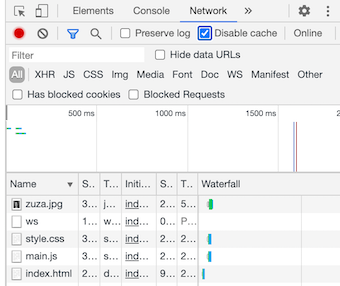 Elements Console Network »
Preserve log Disable cache Online
Filter Hide data URLs
All XHR JS CSS Img Media Font Doc WS Manifest Other
Has blocked cookies Blocked Requests
500 ms 1000 ms 1500 ms
Name ▼ S.. T... Initi... S... T... Waterfall
zuza.jpg 3... j... ind... 2... 5...
ws 1... w... ind... 0... P...
style.css 3... s... ind... 2... 2...
main.js 3... s... ind... 2... 2...
index.html 2... d... ind... 9... 2...